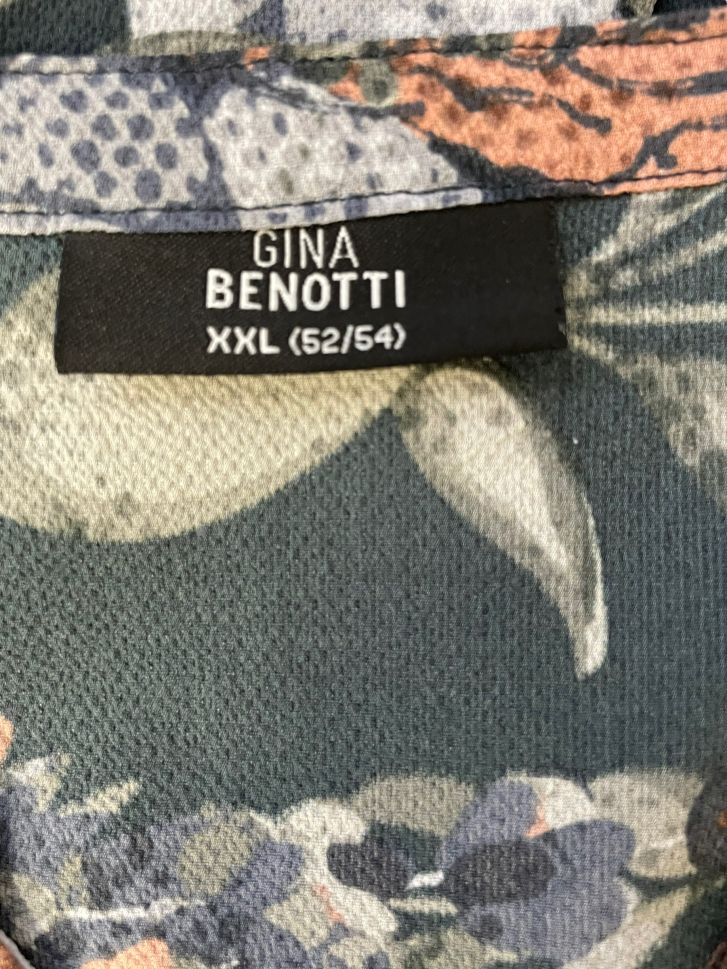 GINA
BENOTTI
XXL (52/54)